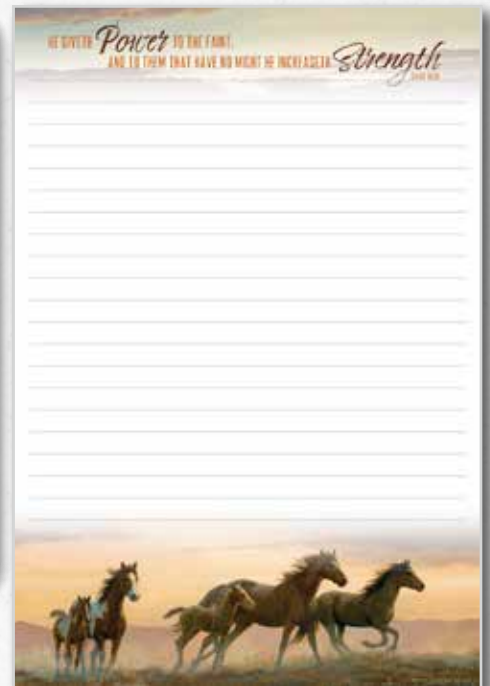 HE GIVETH Power TO THE FAINT,
AND TO THEM THAT HAVE NO MIGHT HE INCREASETH Strength